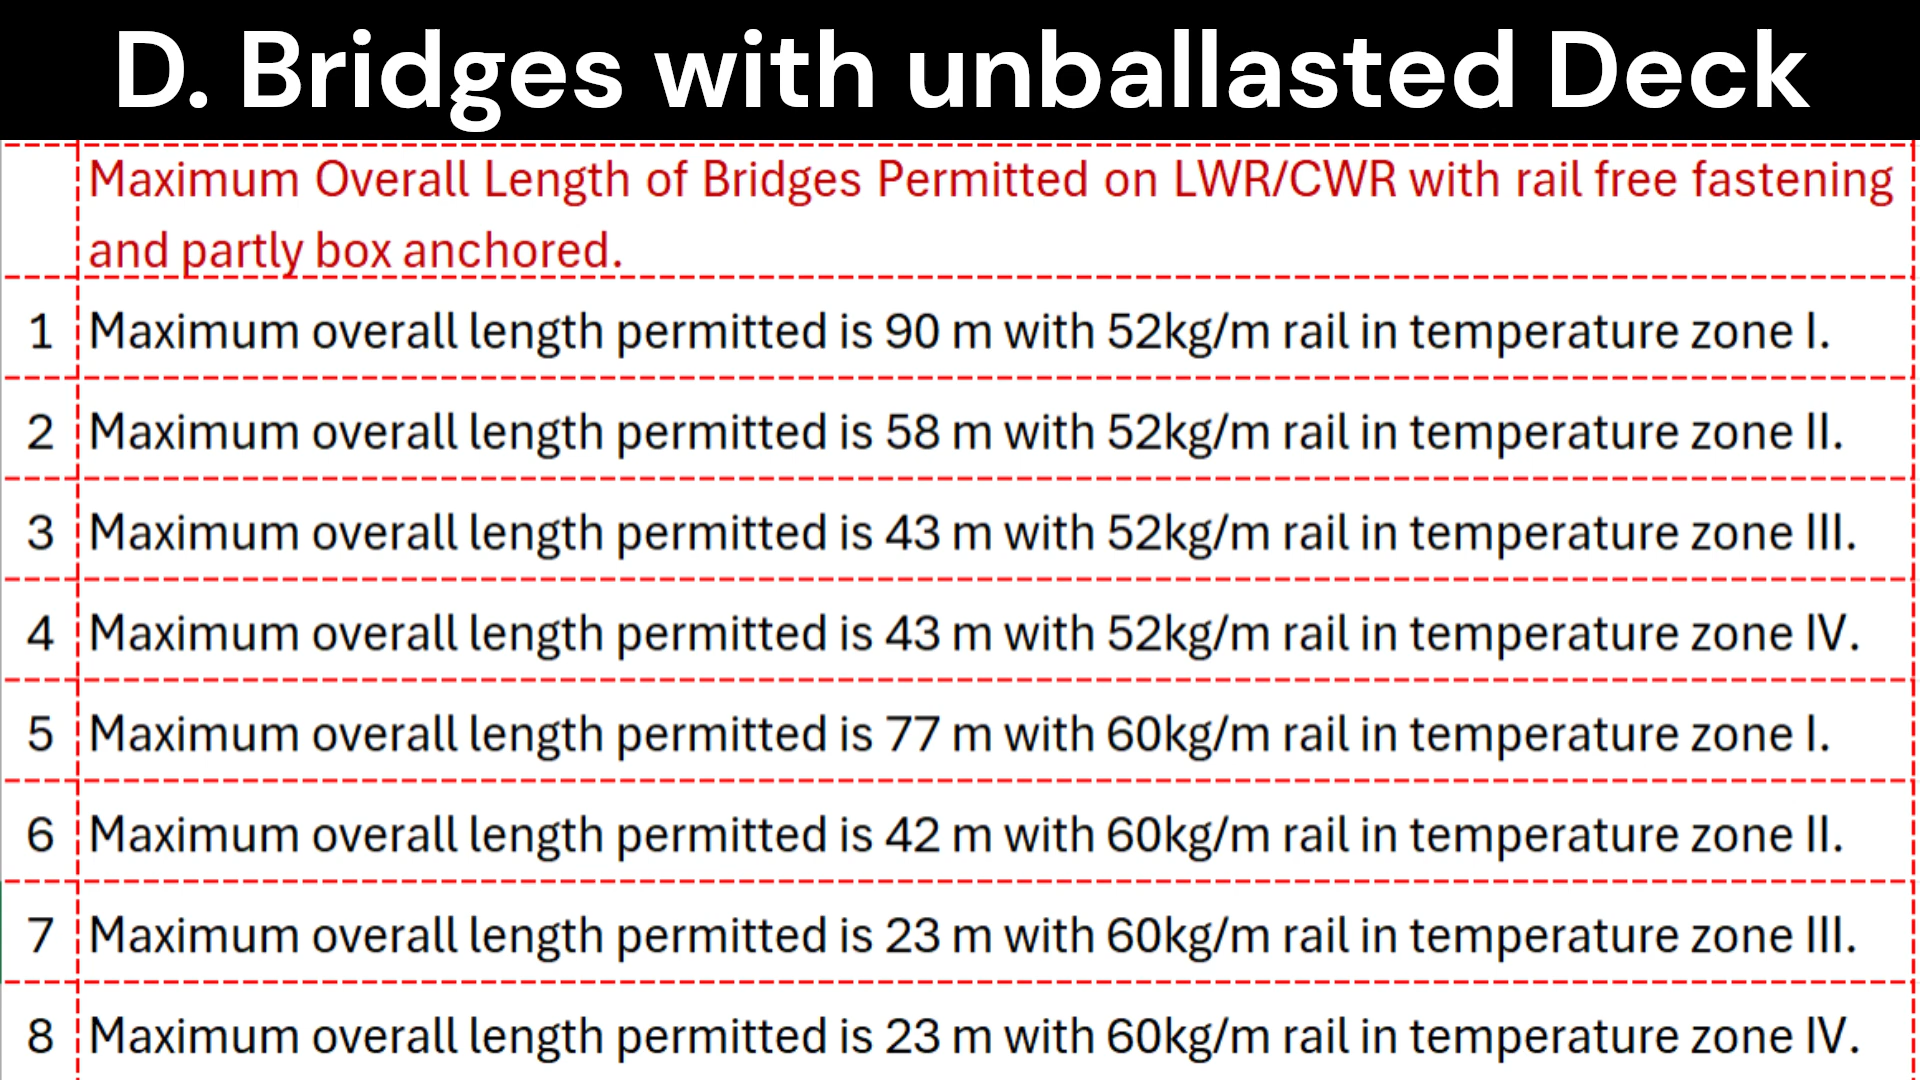 D. Bridges with unballasted Deck
Maximum Overall Length of Bridges Permitted on LWR/CWR with rail free fastening
and partly box anchored.
1 Maximum overall length permitted is 90 m with 52kg/m rail in temperature zone I.
2 Maximum overall length permitted is 58 m with 52kg/m rail in temperature zone II.
3 Maximum overall length permitted is 43 m with 52kg/m rail in temperature zone III.
4 Maximum overall length permitted is 43 m with 52kg/m rail in temperature zone IV.
5 Maximum overall length permitted is 77 m with 60kg/m rail in temperature zone I.
6 Maximum overall length permitted is 42 m with 60kg/m rail in temperature zone II.
7 Maximum overall length permitted is 23 m with 60kg/m rail in temperature zone III.
8 Maximum overall length permitted is 23 m with 60kg/m rail in temperature zone IV.